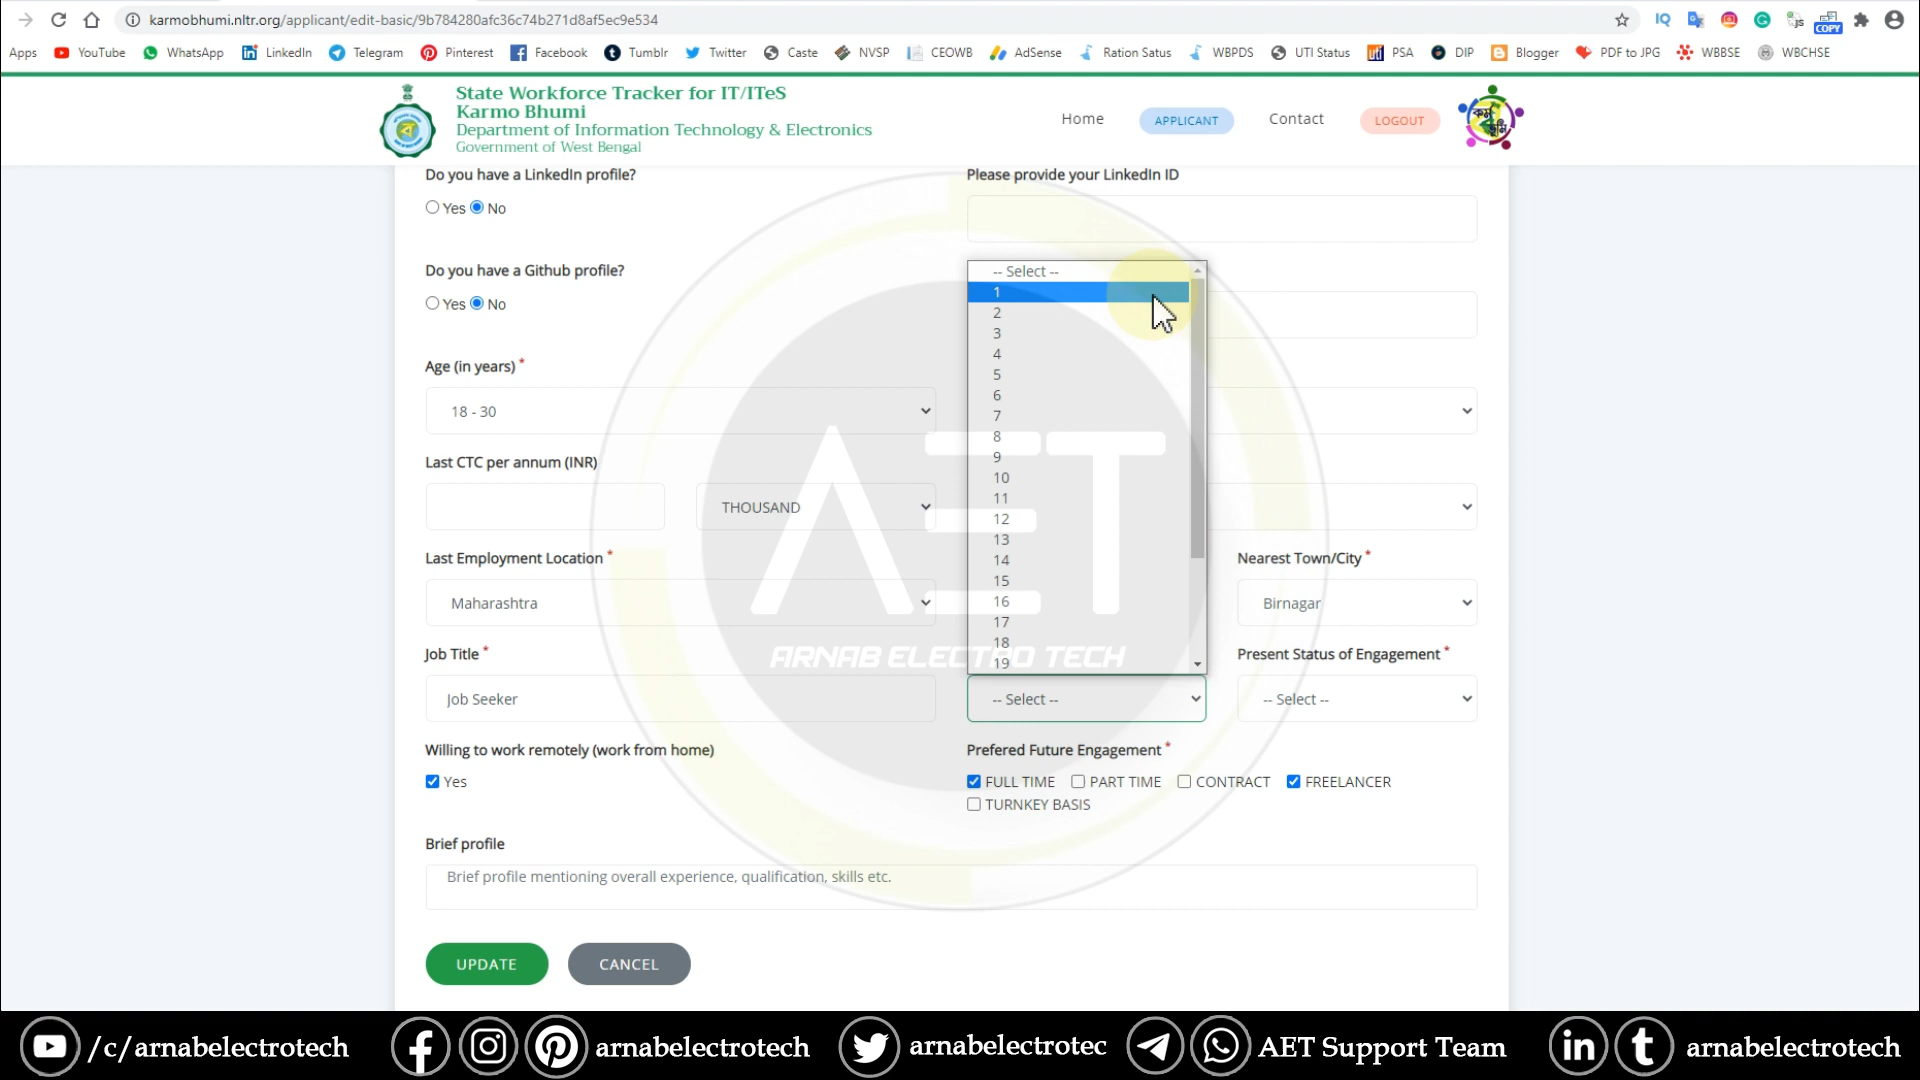 karmobhumi.nltr.org/applicant/edit-basic/9b784280afc36c74b271d8af5ec9e534
IQ
JS
COPY
Apps YouTube WhatsApp LinkedIn Telegram Pinterest Facebook Tumblr Twitter Caste NVSP CEOWB AdSense Ration Satus WBPDS UTI Status PSA DIP Blogger PDF to JPG WBBSE WBCHSE
State Workforce Tracker for IT/ITeS
Karmo Bhumi
Department of Information Technology & Electronics
Government of West Bengal
Home APPLICANT Contact LOGOUT
কর্ম ভূমি
Do you have a LinkedIn profile?
Yes No
Please provide your LinkedIn ID
Do you have a Github profile?
Yes No
Age (in years) *
18 - 30
Last CTC per annum (INR)
THOUSAND
Last Employment Location *
Maharashtra
Nearest Town/City *
Birnagar
Job Title *
Job Seeker
-- Select --
1
2
3
4
5
6
7
8
9
10
11
12
13
14
15
16
17
18
19
-- Select --
Present Status of Engagement *
-- Select --
Willing to work remotely (work from home)
Yes
Prefered Future Engagement *
FULL TIME PART TIME CONTRACT FREELANCER
TURNKEY BASIS
Brief profile
Brief profile mentioning overall experience, qualification, skills etc.
UPDATE CANCEL
AET
ARNAB ELECTRO TECH
/c/arnabelectrotech arnabelectrotech arnabelectrotec AET Support Team arnabelectrotech